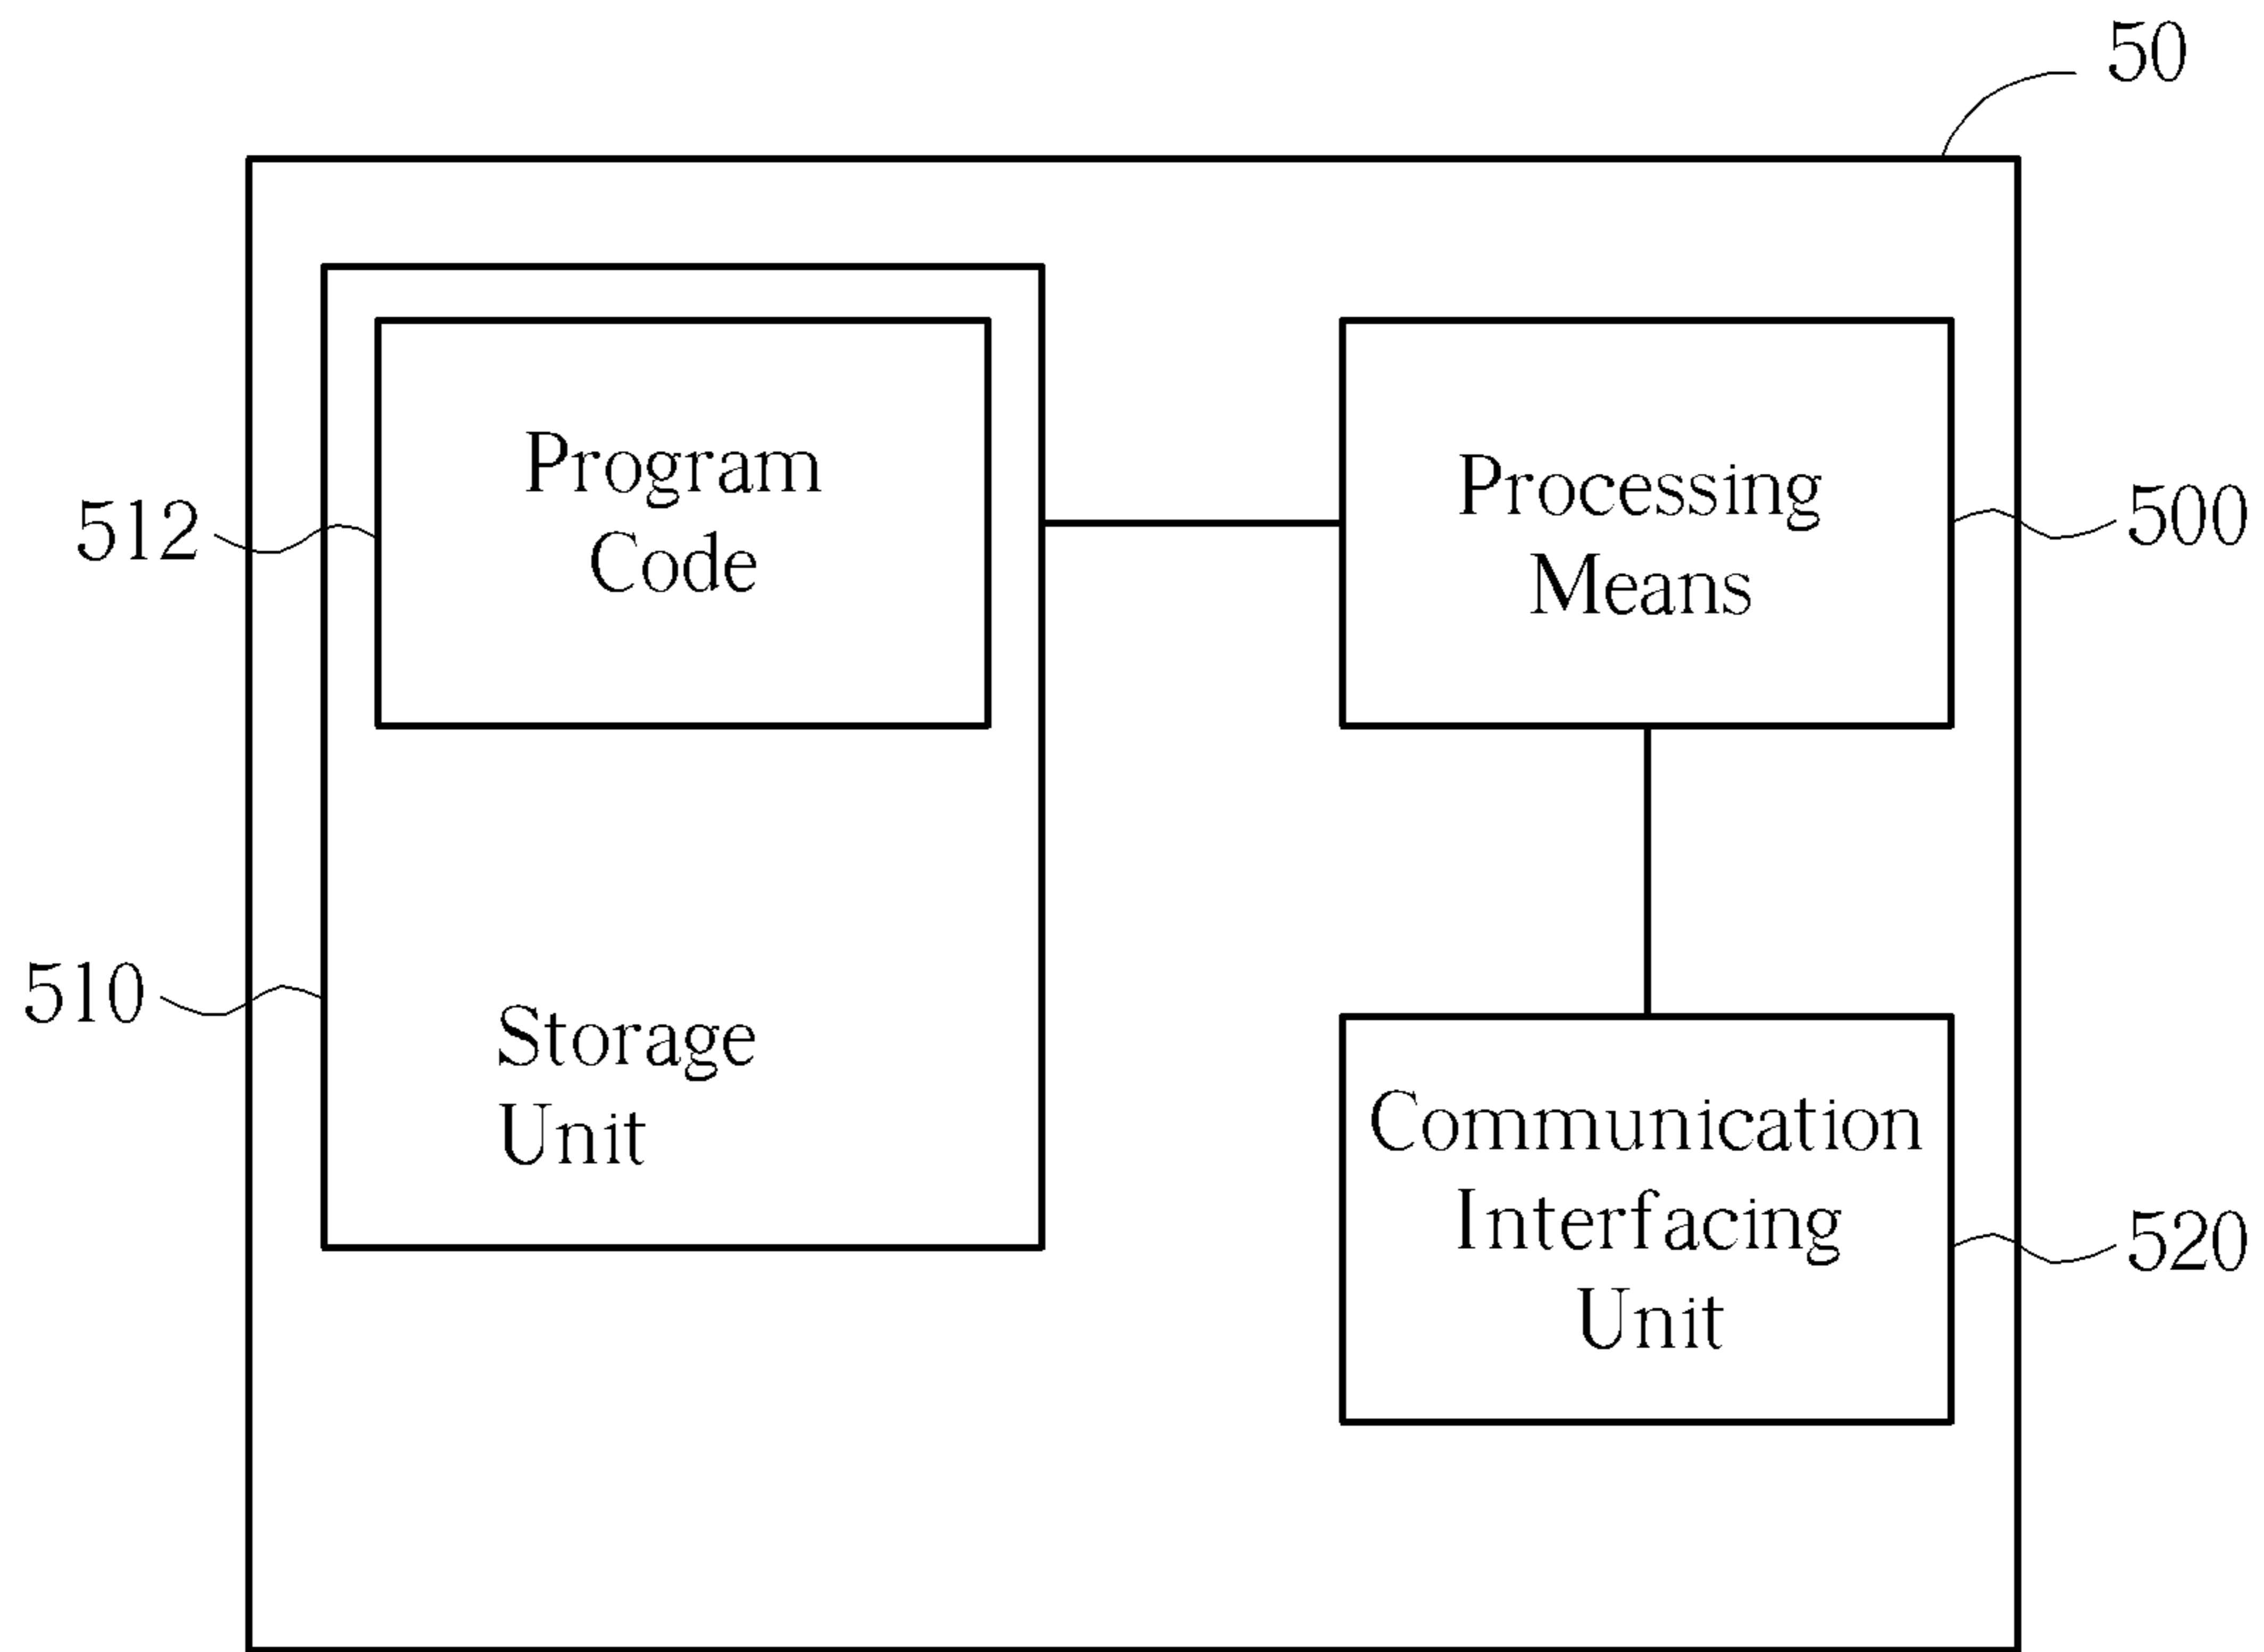 50
Program
Code
512
Processing
Means
500
510
Storage
Unit
Communication
Interfacing
Unit
520